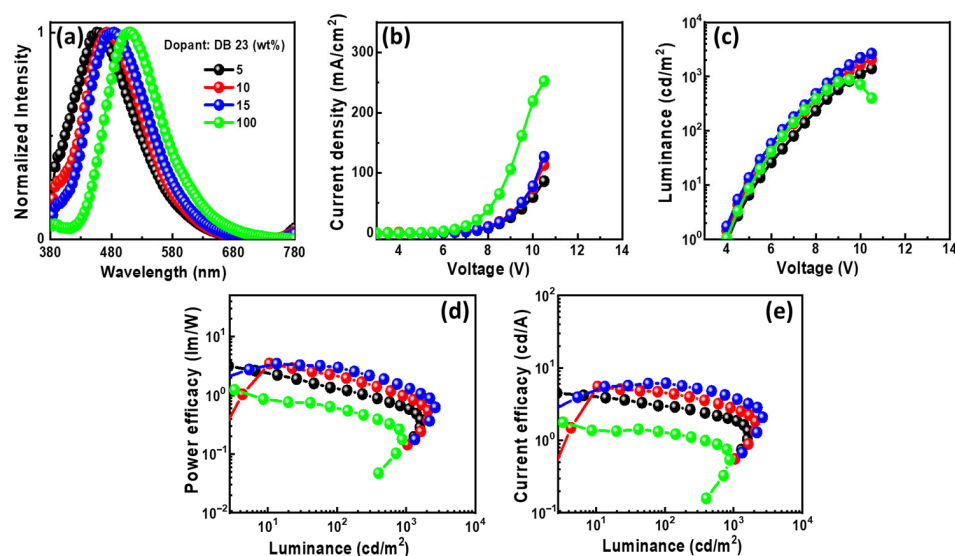 (a)
Dopant: DB 23 (wt%)
5
10
15
100
Normalized Intensity
1
0
380 480 580 680 780
Wavelength (nm)
(b)
Current density (mA/cm²)
300
200
100
0
4 6 8 10 12 14
Voltage (V)
(c)
Luminance (cd/m²)
10⁴
10³
10²
10¹
10⁰
4 6 8 10 12 14
Voltage (V)
(d)
Power efficacy (lm/W)
10²
10¹
10⁰
10⁻¹
10⁻²
10¹ 10² 10³ 10⁴
Luminance (cd/m²)
(e)
Current efficacy (cd/A)
10²
10¹
10⁰
10⁻¹
10¹ 10² 10³ 10⁴
Luminance (cd/m²)